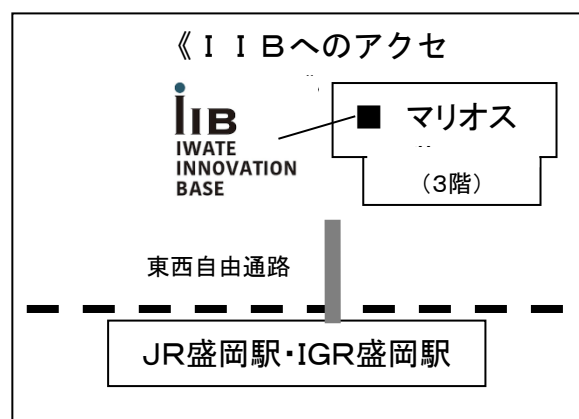 《ＩＩＢへのアクセ
iIB
IWATE
INNOVATION
BASE
■ マリオス
（3階）
東西自由通路
JR盛岡駅・IGR盛岡駅